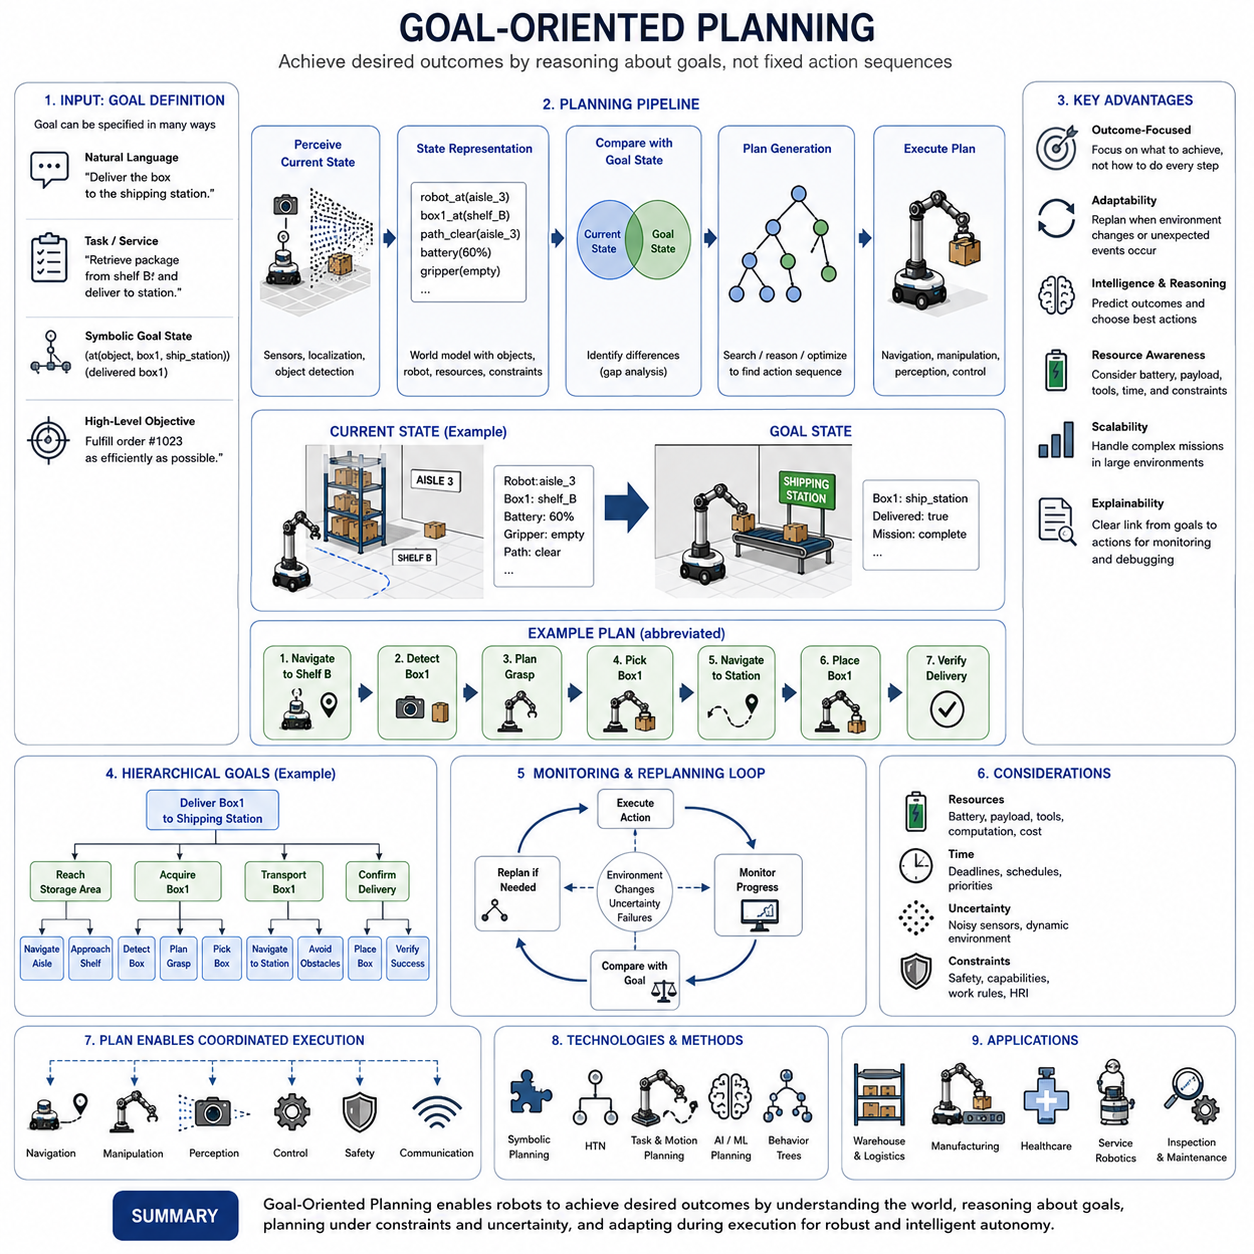 GOAL-ORIENTED PLANNING
Achieve desired outcomes by reasoning about goals, not fixed action sequences
1. INPUT: GOAL DEFINITION
Goal can be specified in many ways
Natural Language
"Deliver the box
to the shipping station."
Task / Service
"Retrieve package
from shelf B! and
deliver to station."
Symbolic Goal State
(at(object, box1, ship_station))
(delivered box1)
High-Level Objective
Fulfill order #1023
as efficiently as possible."
2. PLANNING PIPELINE
Perceive
Current State
Sensors, localization,
object detection
State Representation
robot_at(aisle_3)
box1_at(shelf_B)
path_clear(aisle_3)
battery(60%)
gripper(empty)
...
World model with objects,
robot, resources, constraints
Compare with
Goal State
Current
State
Goal
State
Identify differences
(gap analysis)
Plan Generation
Search / reason / optimize
to find action sequence
Execute Plan
Navigation, manipulation,
perception, control
CURRENT STATE (Example)
AISLE 3
SHELF B
Robot:aisle_3
Box1: shelf_B
Battery: 60%
Gripper: empty
Path: clear
...
GOAL STATE
SHIPPING
STATION
Box1: ship_station
Delivered: true
Mission: complete
...
EXAMPLE PLAN (abbreviated)
1. Navigate
to Shelf B
2. Detect
Box1
3. Plan
Grasp
4. Pick
Box1
5. Navigate
to Station
6. Place
Box1
7. Verify
Delivery
3. KEY ADVANTAGES
Outcome-Focused
Focus on what to achieve,
not how to do every step
Adaptability
Replan when environment
changes or unexpected
events occur
Intelligence & Reasoning
Predict outcomes and
choose best actions
Resource Awareness
Consider battery, payload,
tools, time, and constraints
Scalability
Handle complex missions
in large environments
Explainability
Clear link from goals to
actions for monitoring
and debugging
4. HIERARCHICAL GOALS (Example)
Deliver Box1
to Shipping Station
Reach
Storage Area
Acquire
Box1
Transport
Box1
Confirm
Delivery
Navigate
Aisle
Approach
Shelf
Detect
Box
Plan
Grasp
Pick
Box
Navigate
to Station
Avoid
Obstacles
Place
Box
Verify
Success
5 MONITORING & REPLANNING LOOP
Execute
Action
Replan if
Needed
Environment
Changes
Uncertainty
Failures
Monitor
Progress
Compare with
Goal
6. CONSIDERATIONS
Resources
Battery, payload, tools,
computation, cost
Time
Deadlines, schedules,
priorities
Uncertainty
Noisy sensors, dynamic
environment
Constraints
Safety, capabilities,
work rules, HRI
7. PLAN ENABLES COORDINATED EXECUTION
Navigation
Manipulation
Perception
Control
Safety
Communication
8. TECHNOLOGIES & METHODS
Symbolic
Planning
HTN
Task & Motion
Planning
AI / ML
Planning
Behavior
Trees
9. APPLICATIONS
Warehouse
& Logistics
Manufacturing
Healthcare
Service
Robotics
Inspection
& Maintenance
SUMMARY
Goal-Oriented Planning enables robots to achieve desired outcomes by understanding the world, reasoning about goals,
planning under constraints and uncertainty, and adapting during execution for robust and intelligent autonomy.